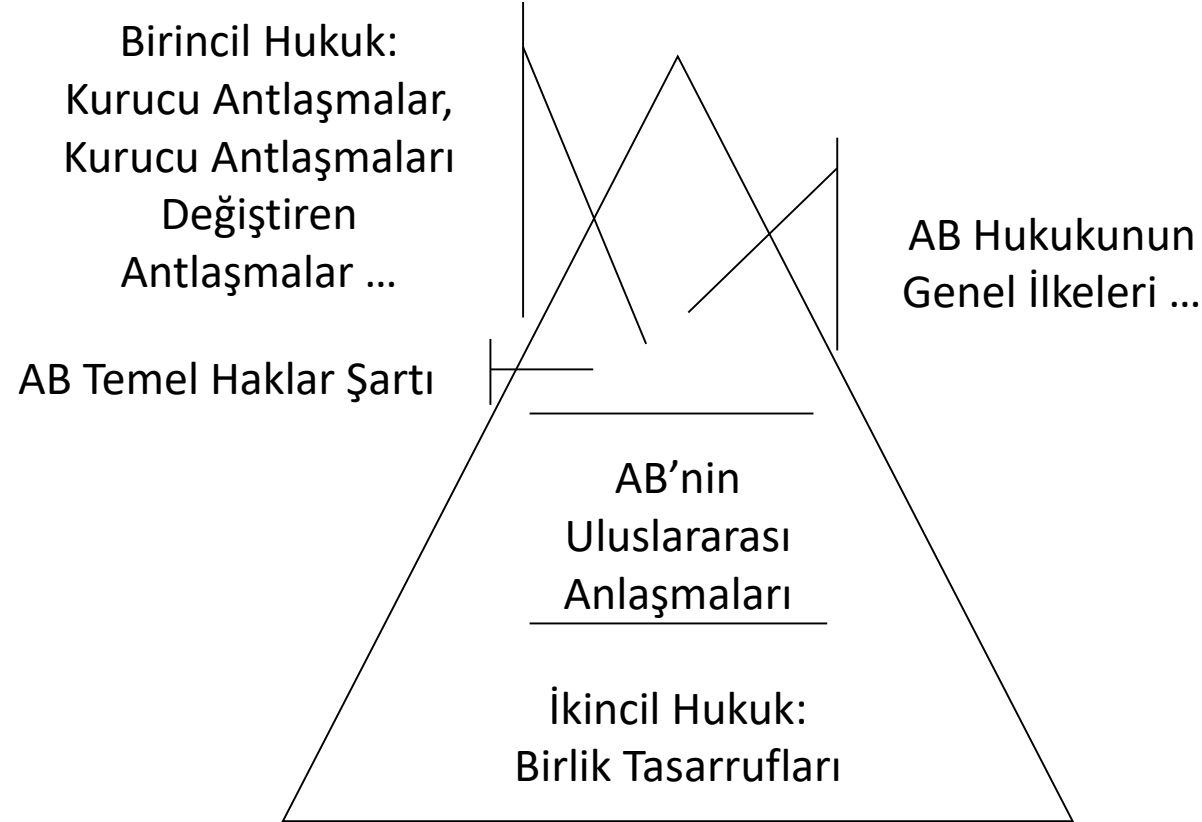 Birincil Hukuk:
Kurucu Antlaşmalar,
Kurucu Antlaşmaları
Değiştiren
Antlaşmalar …
AB Hukukunun
Genel İlkeleri …
AB Temel Haklar Şartı
AB’nin
Uluslararası
Anlaşmaları
İkincil Hukuk:
Birlik Tasarrufları